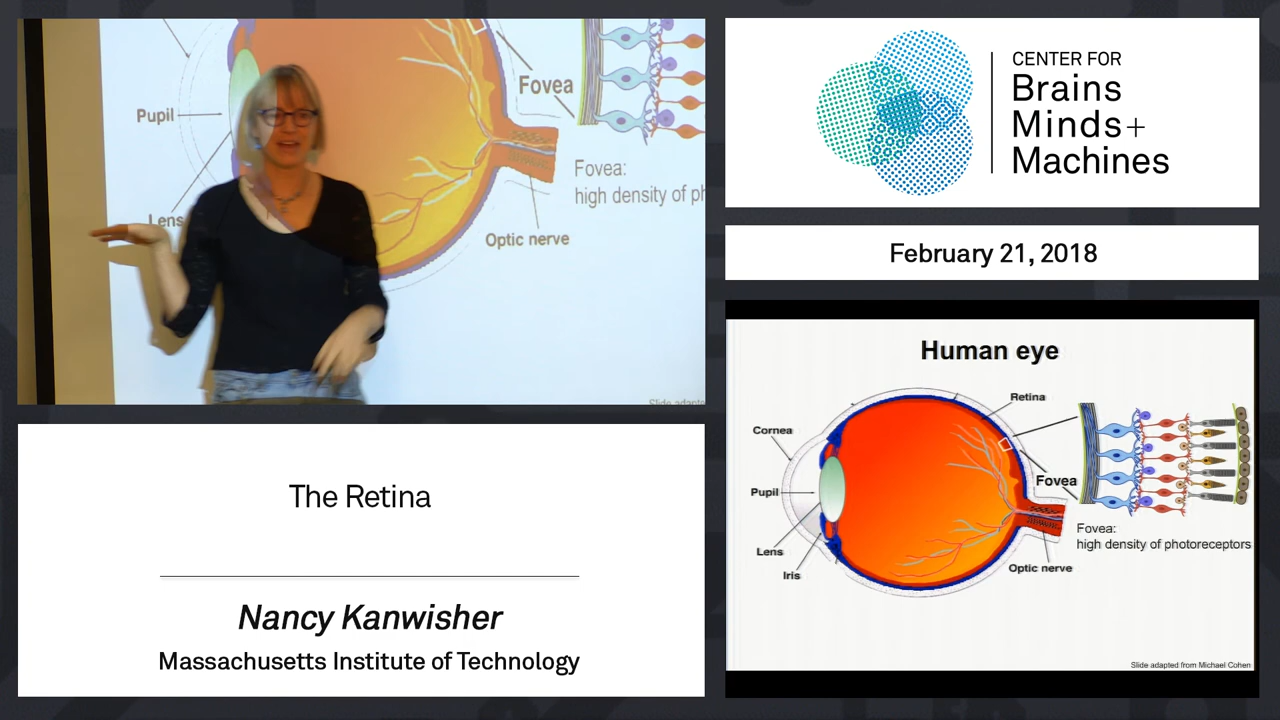 Pupil
Lens
Fovea
Fovea:
high density of ph
Optic nerve
Slide adapte
CENTER FOR
Brains
Minds+
Machines
February 21, 2018
The Retina
Nancy Kanwisher
Massachusetts Institute of Technology
Human eye
Retina
Cornea
Pupil
Fovea
Lens
Iris
Fovea:
high density of photoreceptors
Optic nerve
Slide adapted from Michael Cohen